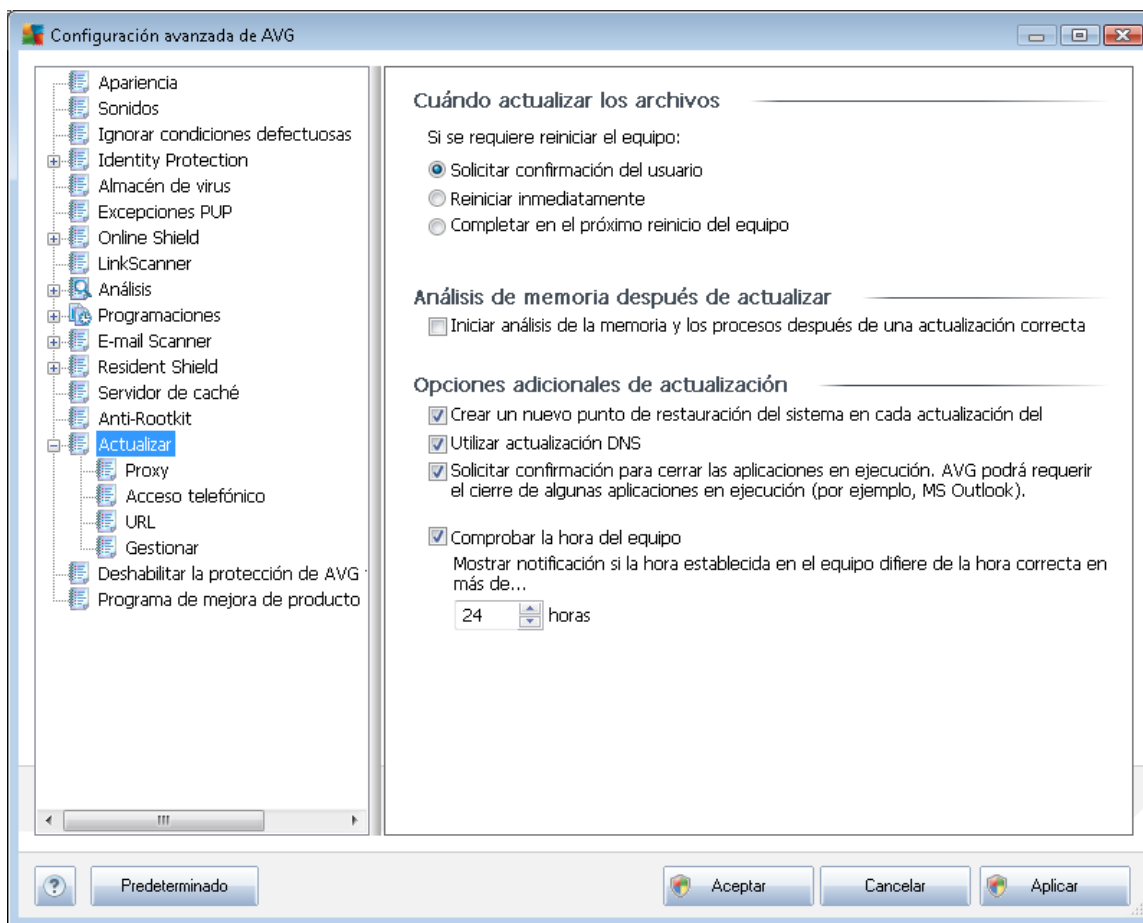 Configuración avanzada de AVG
Apariencia
Sonidos
Ignorar condiciones defectuosas
Identity Protection
Almacén de virus
Excepciones PUP
Online Shield
LinkScanner
Análisis
Programaciones
E-mail Scanner
Resident Shield
Servidor de caché
Anti-Rootkit
Actualizar
Proxy
Acceso telefónico
URL
Gestionar
Deshabilitar la protección de AVG
Programa de mejora de producto
Cuándo actualizar los archivos
Si se requiere reiniciar el equipo:
Solicitar confirmación del usuario
Reiniciar inmediatamente
Completar en el próximo reinicio del equipo
Análisis de memoria después de actualizar
Iniciar análisis de la memoria y los procesos después de una actualización correcta
Opciones adicionales de actualización
Crear un nuevo punto de restauración del sistema en cada actualización del
Utilizar actualización DNS
Solicitar confirmación para cerrar las aplicaciones en ejecución. AVG podrá requerir
el cierre de algunas aplicaciones en ejecución (por ejemplo, MS Outlook).
Comprobar la hora del equipo
Mostrar notificación si la hora establecida en el equipo difiere de la hora correcta en
más de...
24 horas
? Predeterminado Aceptar Cancelar Aplicar